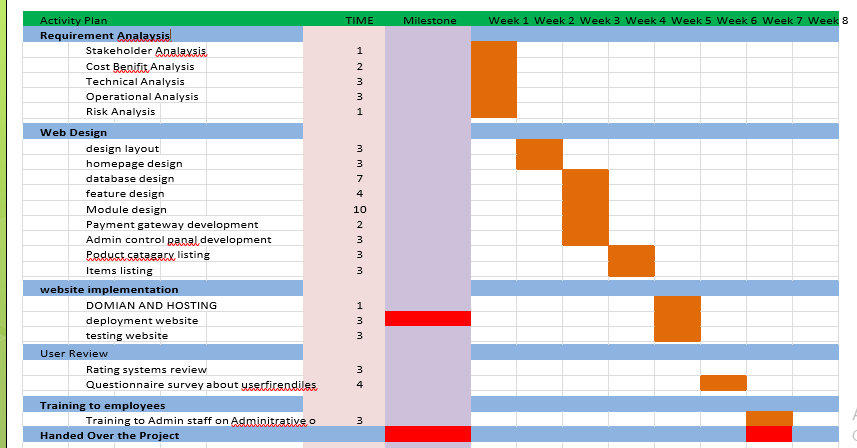 Activity Plan TIME Milestone Week 1 Week 2 Week 3 Week 4 Week 5 Week 6 Week 7 Week 8
Requirement Analaysis
Stakeholder Analaysis 1
Cost Benifit Analysis 2
Technical Analysis 3
Operational Analysis 3
Risk Analysis 1
Web Design
design layout 3
homepage design 3
database design 7
feature design 4
Module design 10
Payment gateway development 2
Admin control panal development 3
Poduct catagary listing 3
Items listing 3
website implementation
DOMIAN AND HOSTING 1
deployment website 3
testing website 3
User Review
Rating systems review 3
Questionnaire survey about userfirendiles 4
Training to employees
Training to Admin staff on Adminitrative o 3
Handed Over the Project